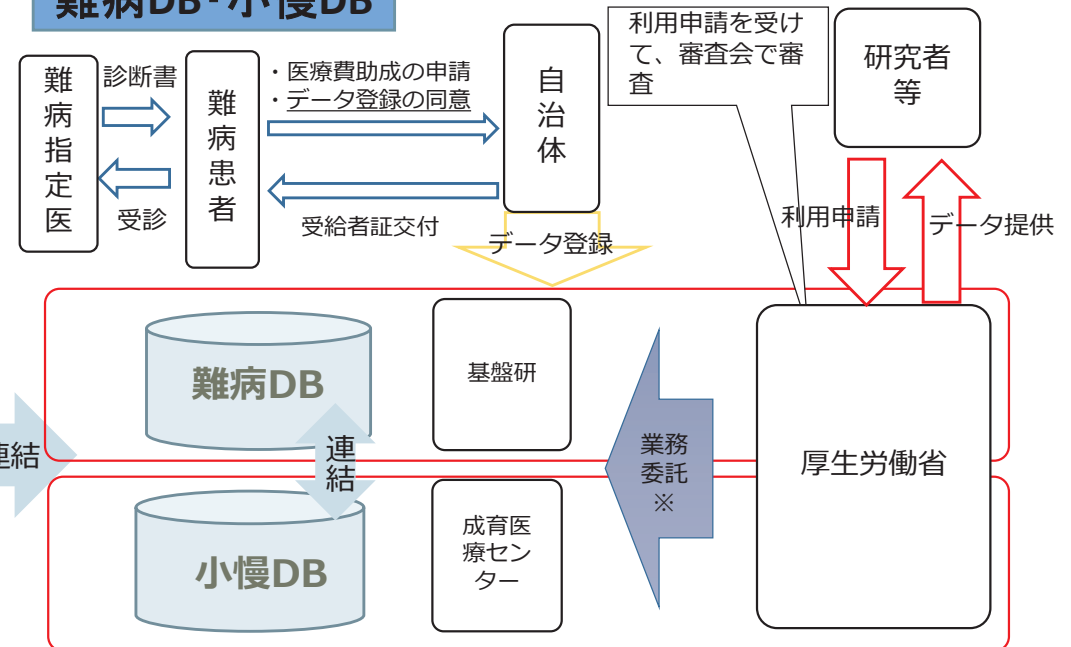 難病DB・小慢DB
難病指定医
診断書
受診
難病患者
・医療費助成の申請
・データ登録の同意
受給者証交付
自治体
データ登録
利用申請を受け
て、審査会で審
査
研究者
等
利用申請
データ提供
難病DB
基盤研
連結
連結
業務
委託
※
厚生労働省
小慢DB
成育医
療セン
ター